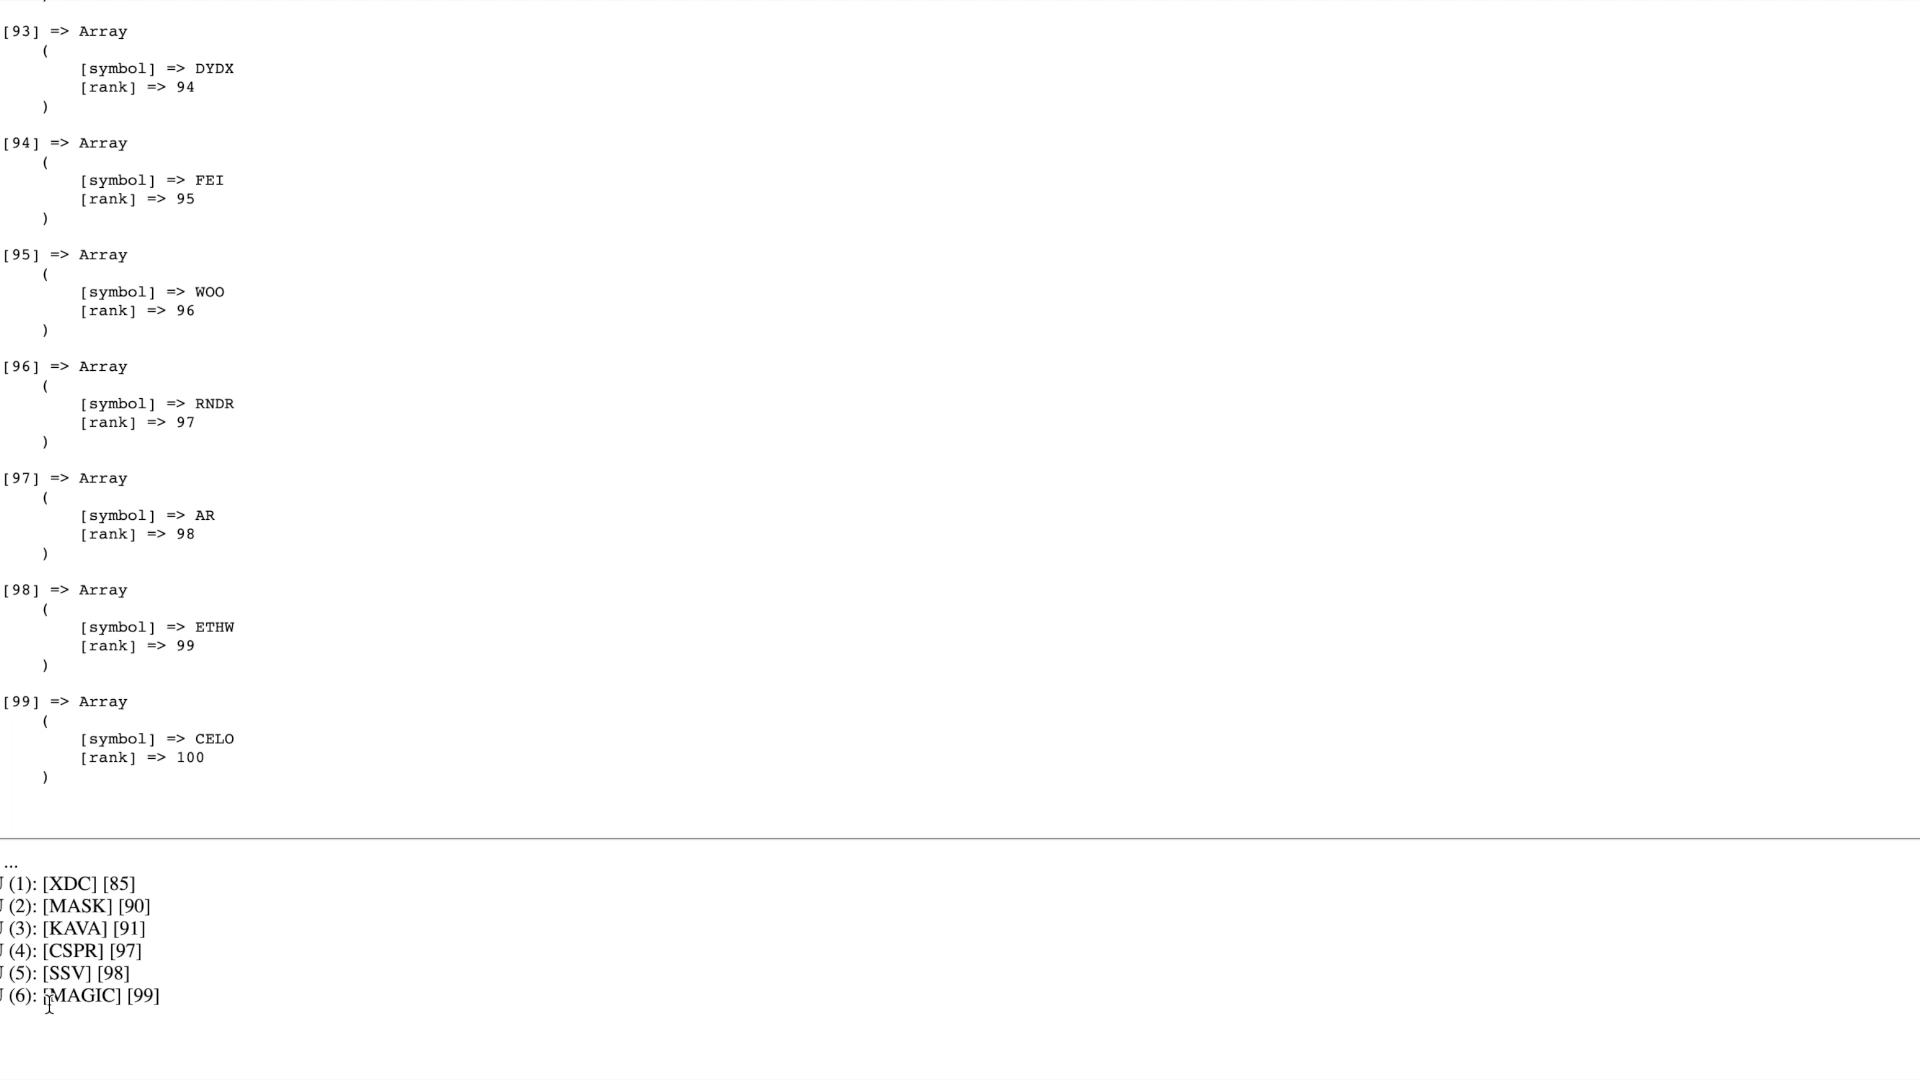 [93] => Array
(
[symbol] => DYDX
[rank] => 94
)
[94] => Array
(
[symbol] => FEI
[rank] => 95
)
[95] => Array
(
[symbol] => WOO
[rank] => 96
)
[96] => Array
(
[symbol] => RNDR
[rank] => 97
)
[97] => Array
(
[symbol] => AR
[rank] => 98
)
[98] => Array
(
[symbol] => ETHW
[rank] => 99
)
[99] => Array
(
[symbol] => CELO
[rank] => 100
)
...
(1): [XDC] [85]
(2): [MASK] [90]
(3): [KAVA] [91]
(4): [CSPR] [97]
(5): [SSV] [98]
(6): [MAGIC] [99]